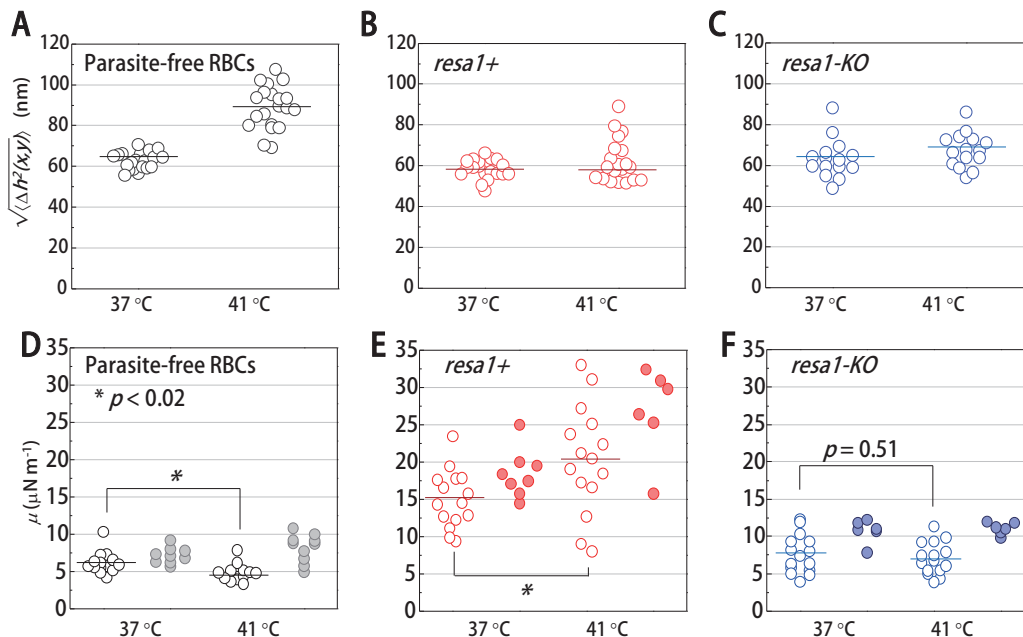 A
B
C
Parasite-free RBCs
resa1+
resa1-KO
√⟨Δh²(x,y)⟩ (nm)
120
100
80
60
40
20
0
120
100
80
60
40
20
0
120
100
80
60
40
20
0
37 °C
41 °C
37 °C
41 °C
37 °C
41 °C
D
E
F
Parasite-free RBCs
* p < 0.02
resa1+
resa1-KO
p = 0.51
μ (μN m⁻¹)
35
30
25
20
15
10
5
0
35
30
25
20
15
10
5
0
35
30
25
20
15
10
5
0
*
*
37 °C
41 °C
37 °C
41 °C
37 °C
41 °C